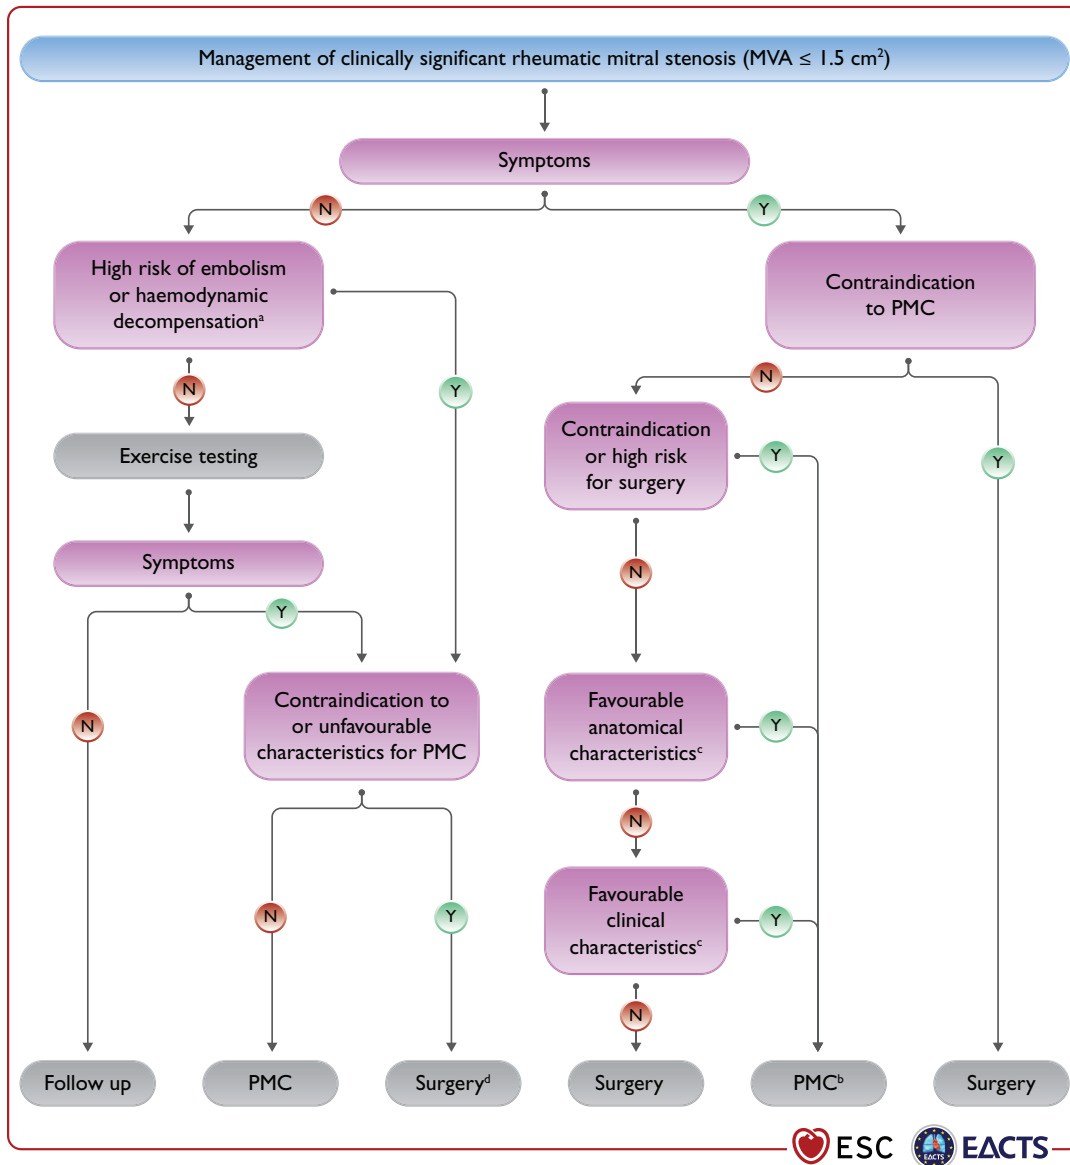 Management of clinically significant rheumatic mitral stenosis (MVA ≤ 1.5 cm²)
Symptoms
N
Y
High risk of embolism
or haemodynamic
decompensationᵃ
Contraindication
to PMC
N
Y
N
Y
Exercise testing
Contraindication
or high risk
for surgery
Y
Symptoms
N
Y
N
Contraindication to
or unfavourable
characteristics for PMC
Favourable
anatomical
characteristicsᶜ
Y
N
N
Y
Favourable
clinical
characteristicsᶜ
Y
N
Follow up
PMC
Surgeryᵈ
Surgery
PMCᵇ
Surgery
ESC
EACTS
EΔCTS